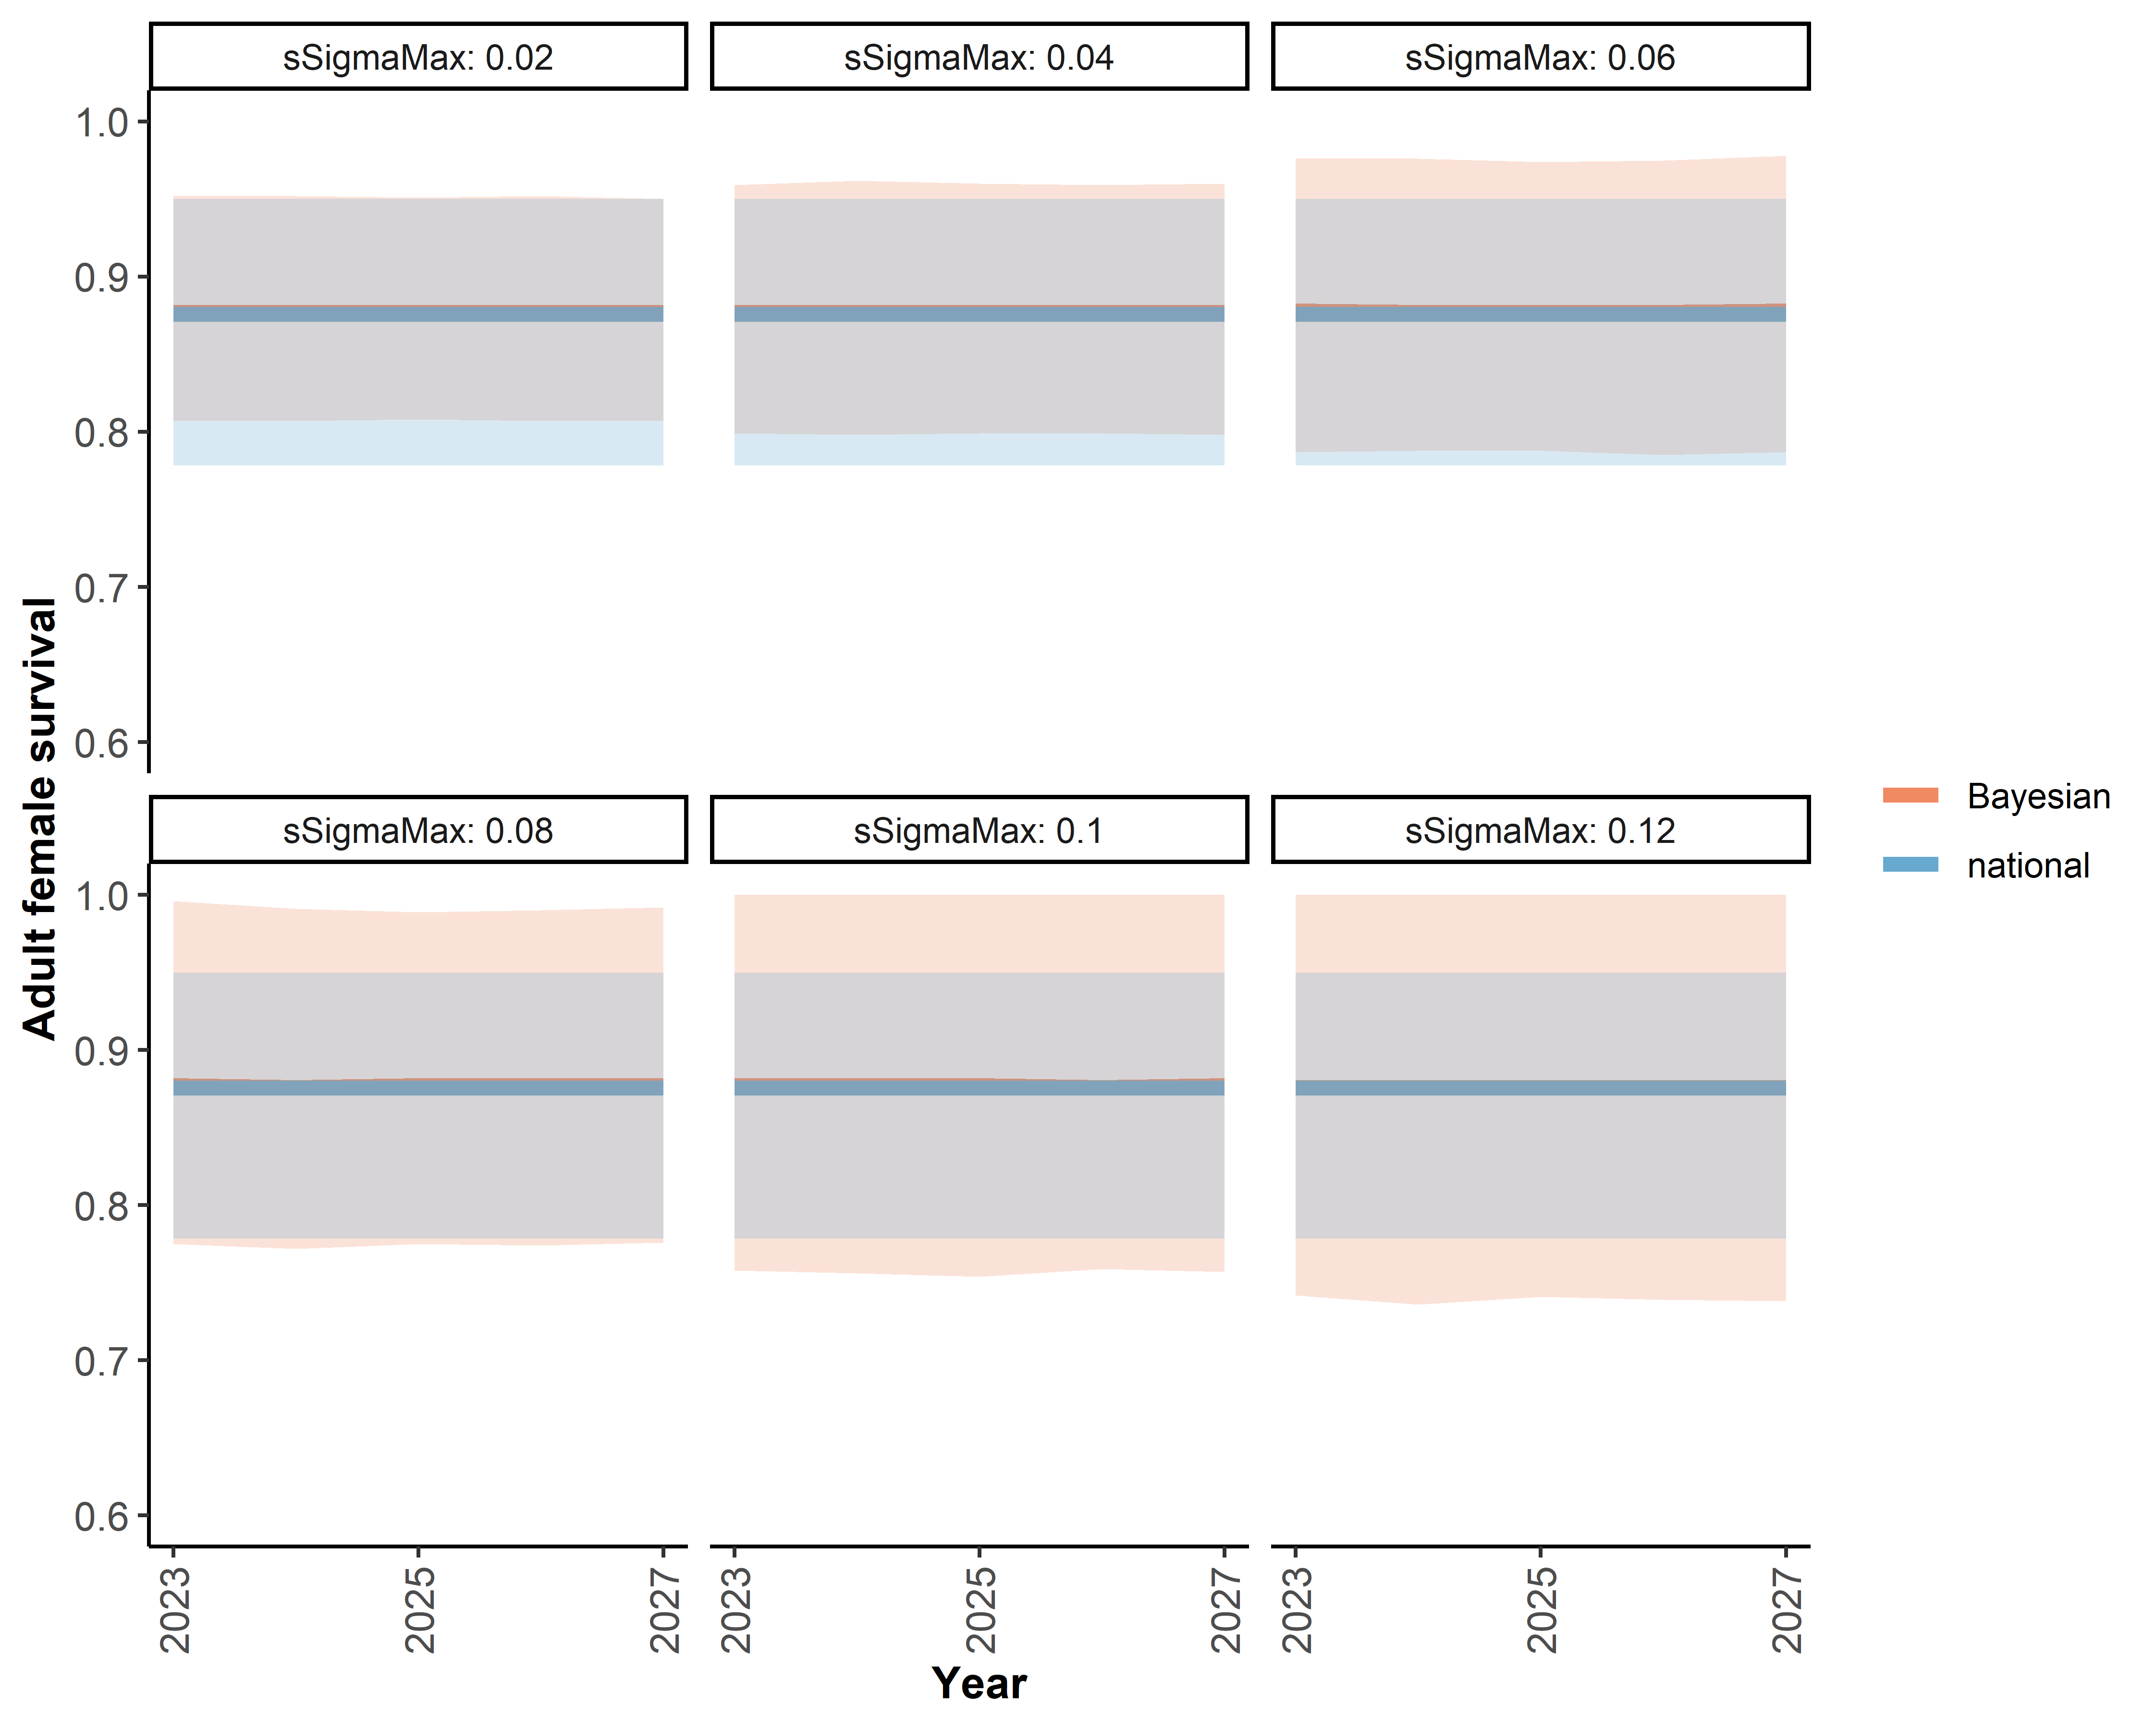 sSigmaMax: 0.02
sSigmaMax: 0.04
sSigmaMax: 0.06
1.0
0.9
0.8
0.7
0.6
Adult female survival
sSigmaMax: 0.08
sSigmaMax: 0.1
sSigmaMax: 0.12
1.0
0.9
0.8
0.7
0.6
2023
2025
2027
2023
2025
2027
2023
2025
2027
Year
Bayesian
national